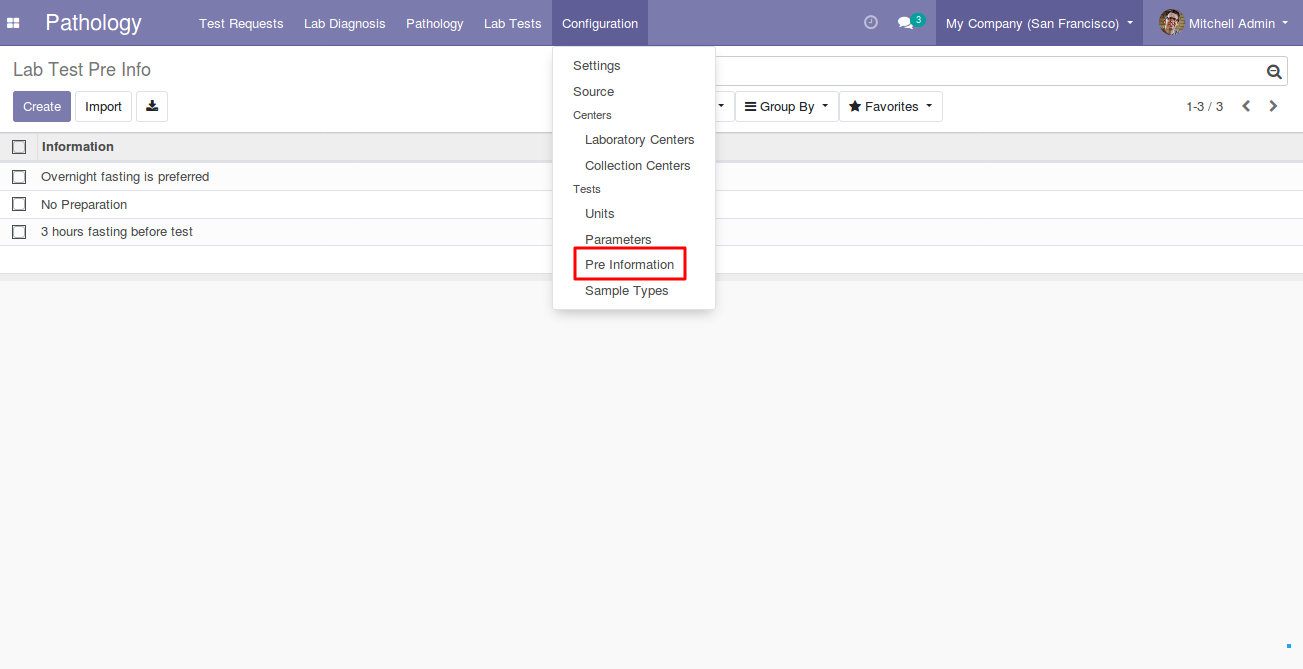 Pathology Test Requests Lab Diagnosis Pathology Lab Tests Configuration 3 My Company (San Francisco) Mitchell Admin
Lab Test Pre Info
Create Import Group By Favorites 1-3 / 3
Information
Overnight fasting is preferred
No Preparation
3 hours fasting before test
Settings
Source
Centers
Laboratory Centers
Collection Centers
Tests
Units
Parameters
Pre Information
Sample Types